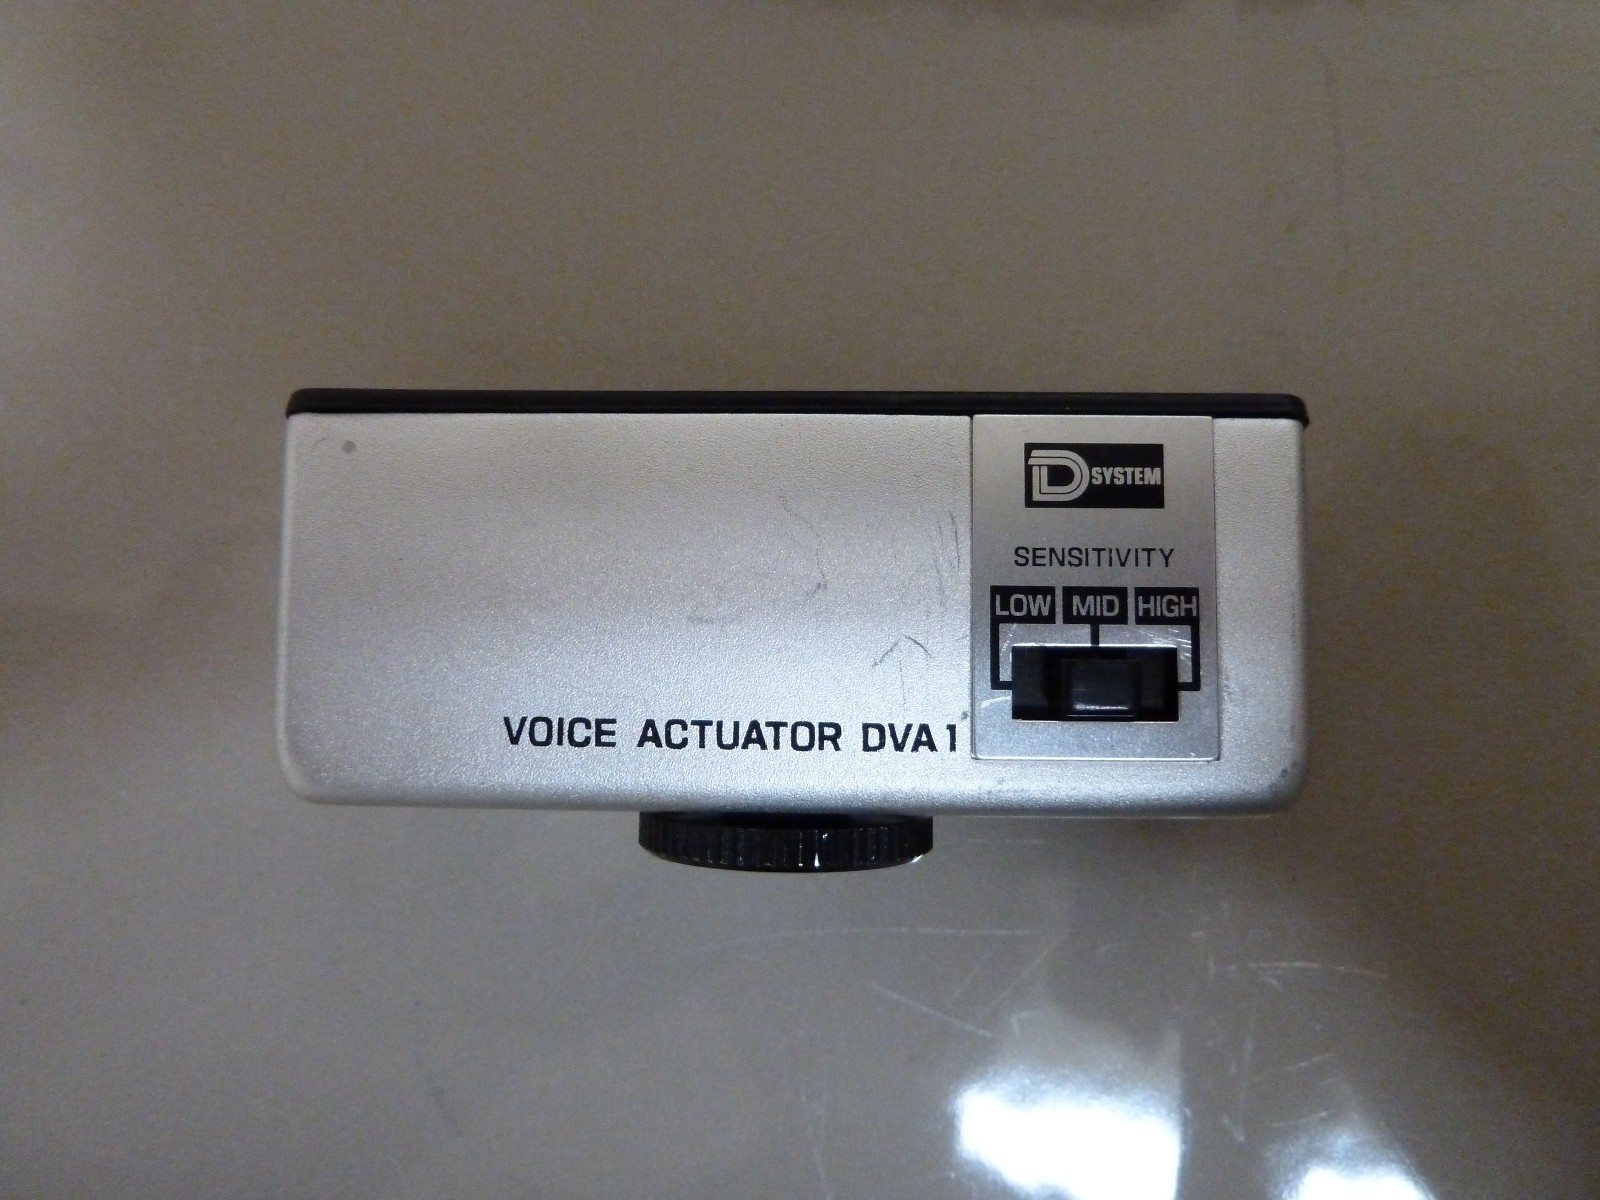 D SYSTEM
SENSITIVITY
LOW MID HIGH
VOICE ACTUATOR DVA1